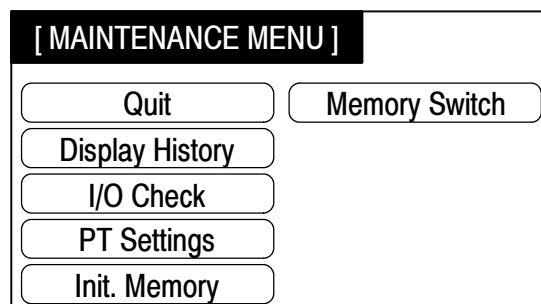 [ MAINTENANCE MENU ]
Quit
Memory Switch
Display History
I/O Check
PT Settings
Init. Memory